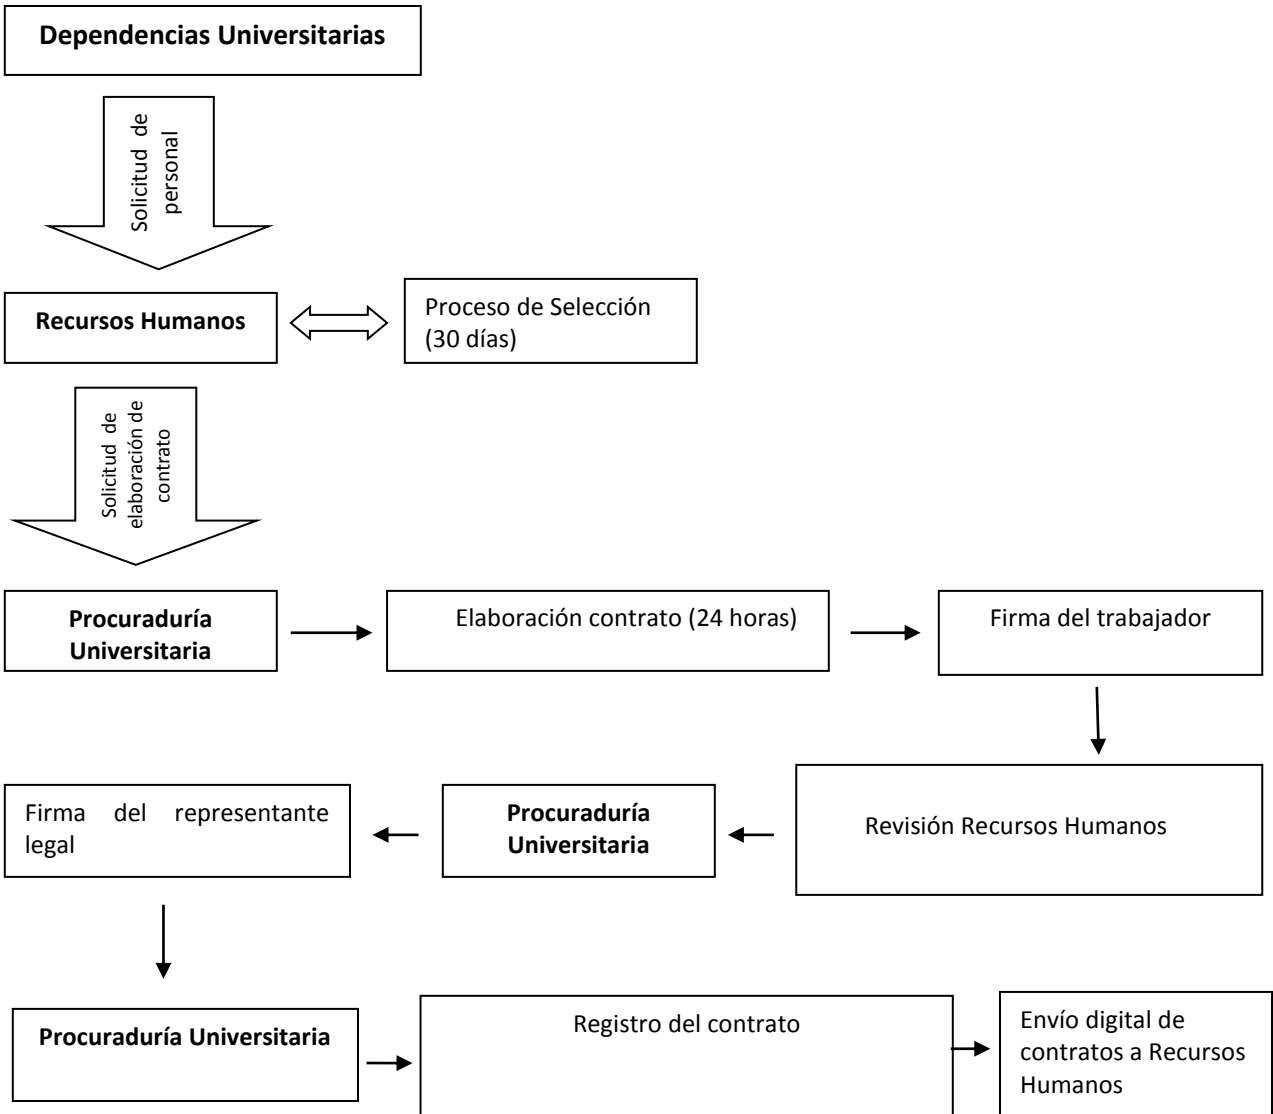 Dependencias Universitarias
Solicitud de
personal
Recursos Humanos
Proceso de Selección
(30 días)
Solicitud de
elaboración de
contrato
Procuraduría
Universitaria
Elaboración contrato (24 horas)
Firma del trabajador
Firma del representante
legal
Procuraduría
Universitaria
Revisión Recursos Humanos
Procuraduría Universitaria
Registro del contrato
Envío digital de
contratos a Recursos
Humanos